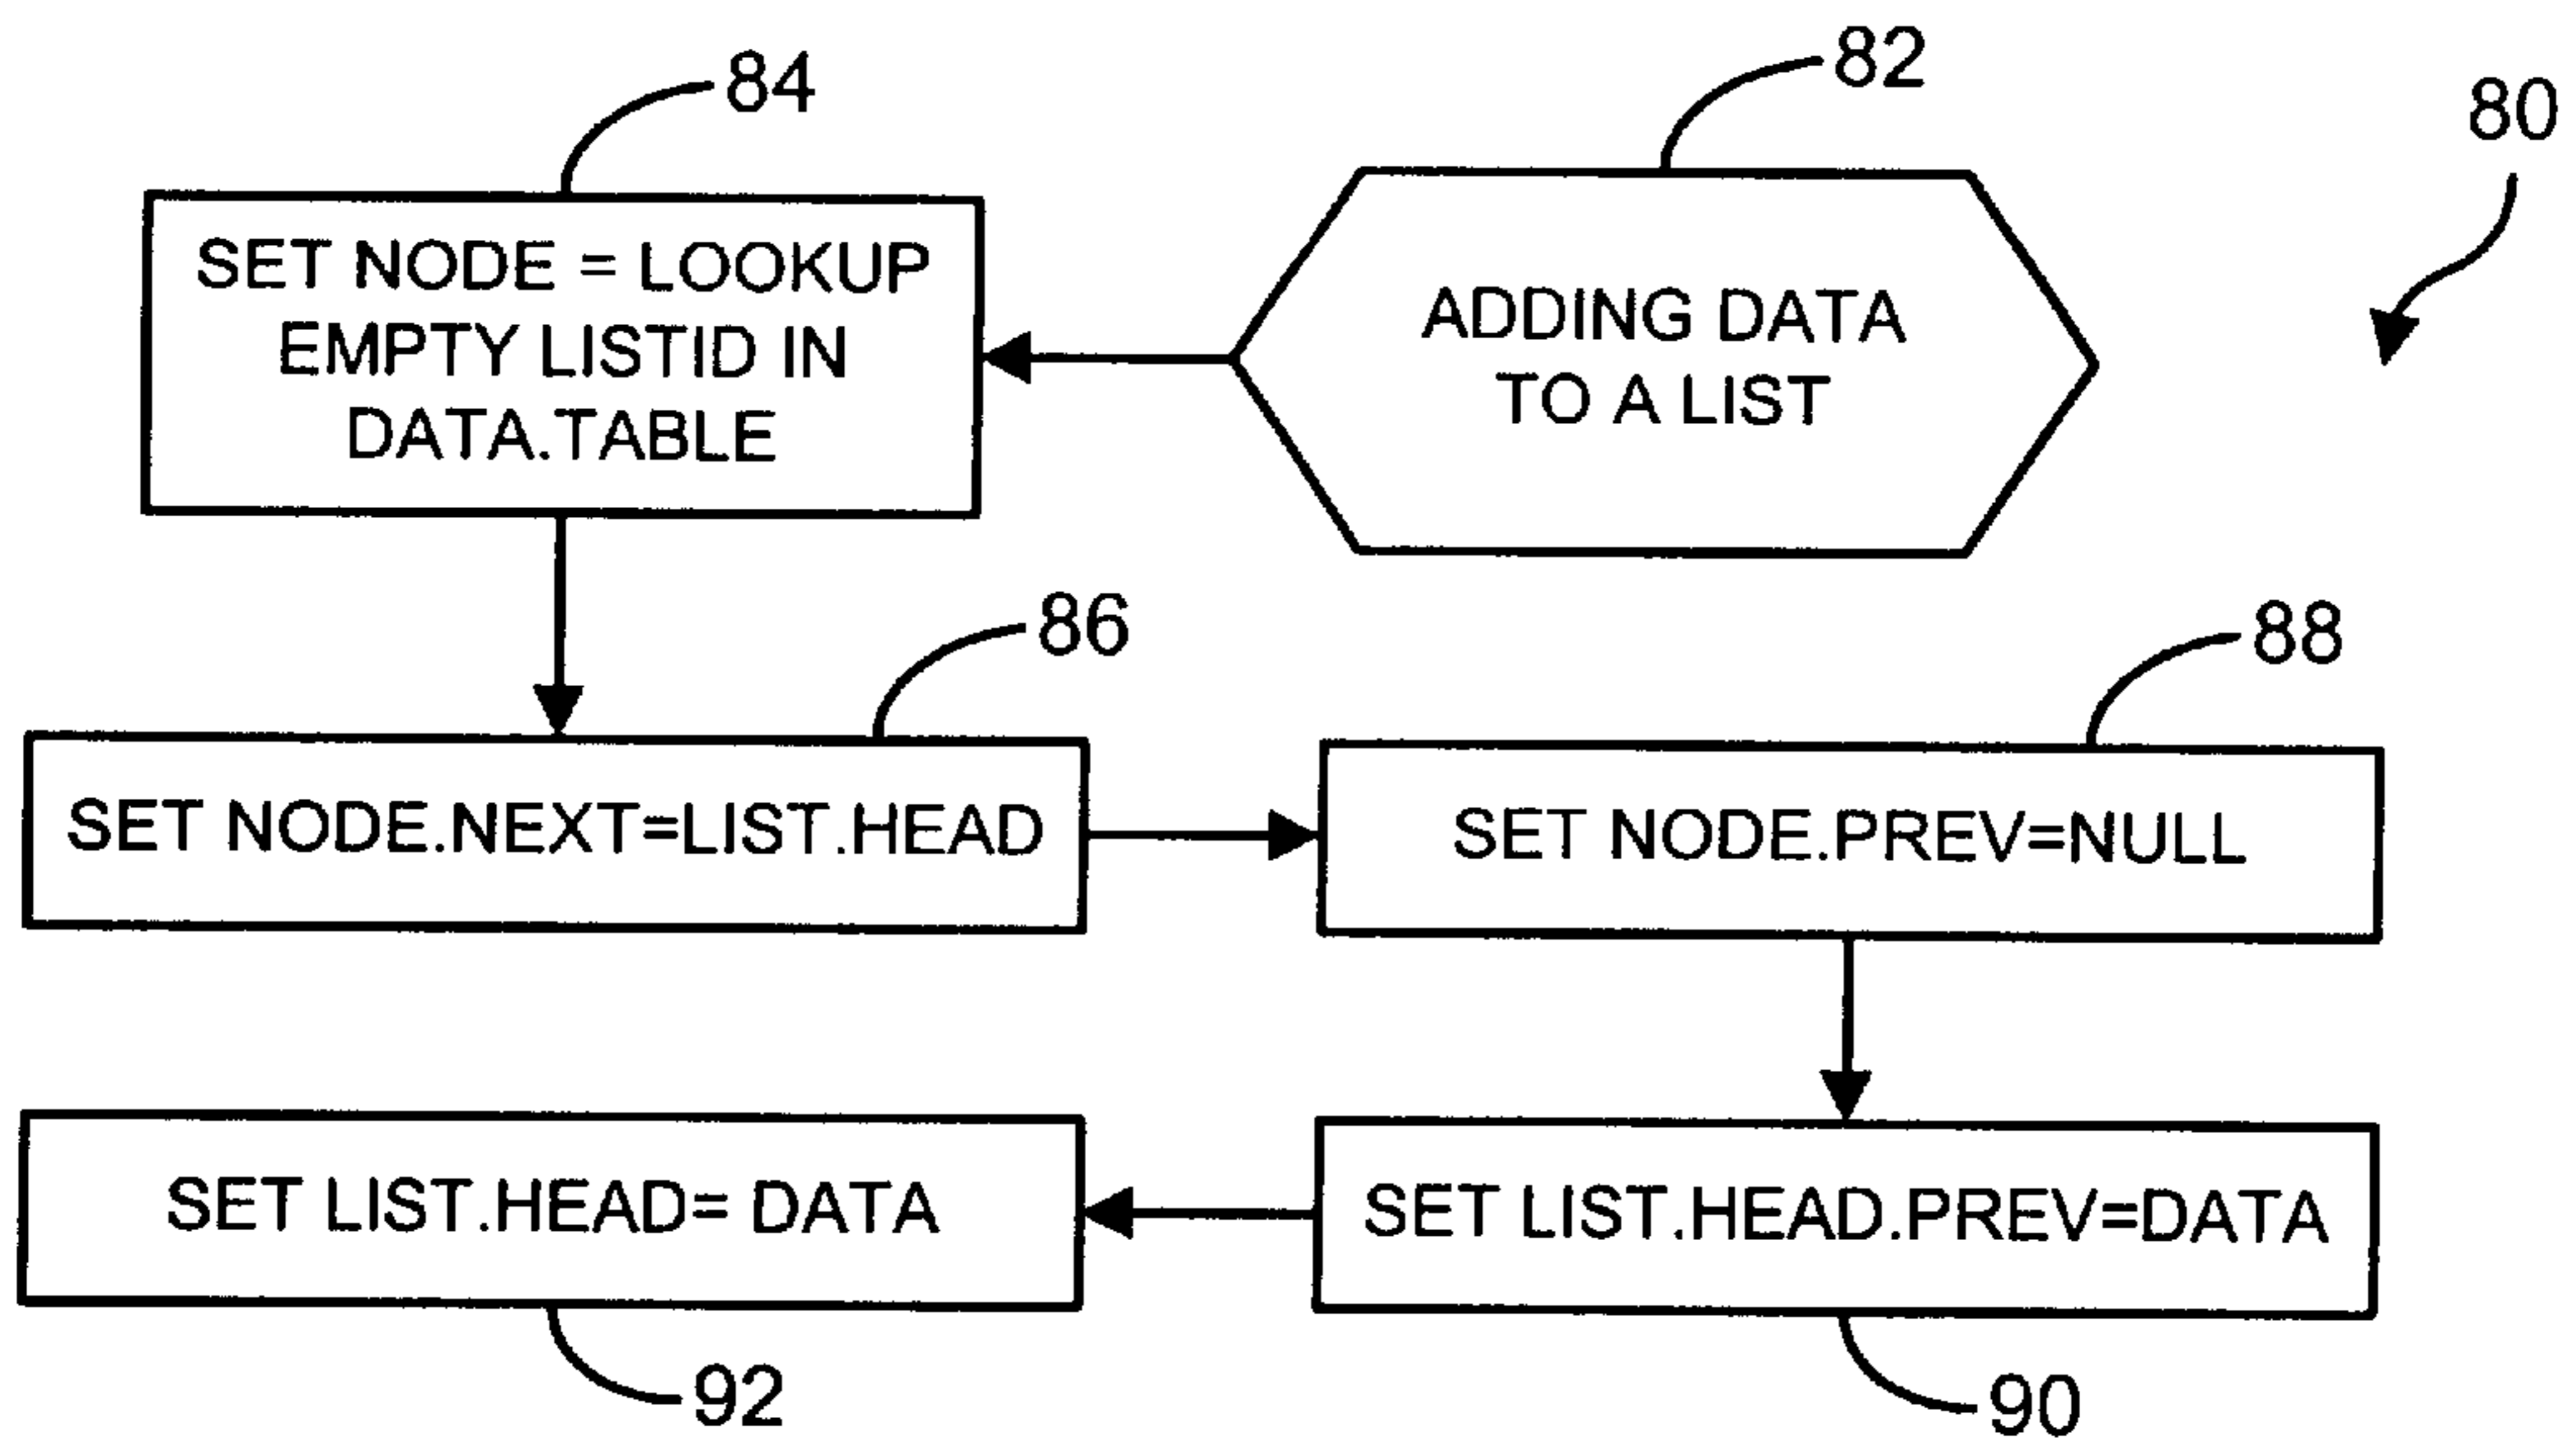 84
82
80
SET NODE = LOOKUP
EMPTY LISTID IN
DATA.TABLE
ADDING DATA
TO A LIST
86
88
SET NODE.NEXT=LIST.HEAD
SET NODE.PREV=NULL
SET LIST.HEAD= DATA
SET LIST.HEAD.PREV=DATA
92
90